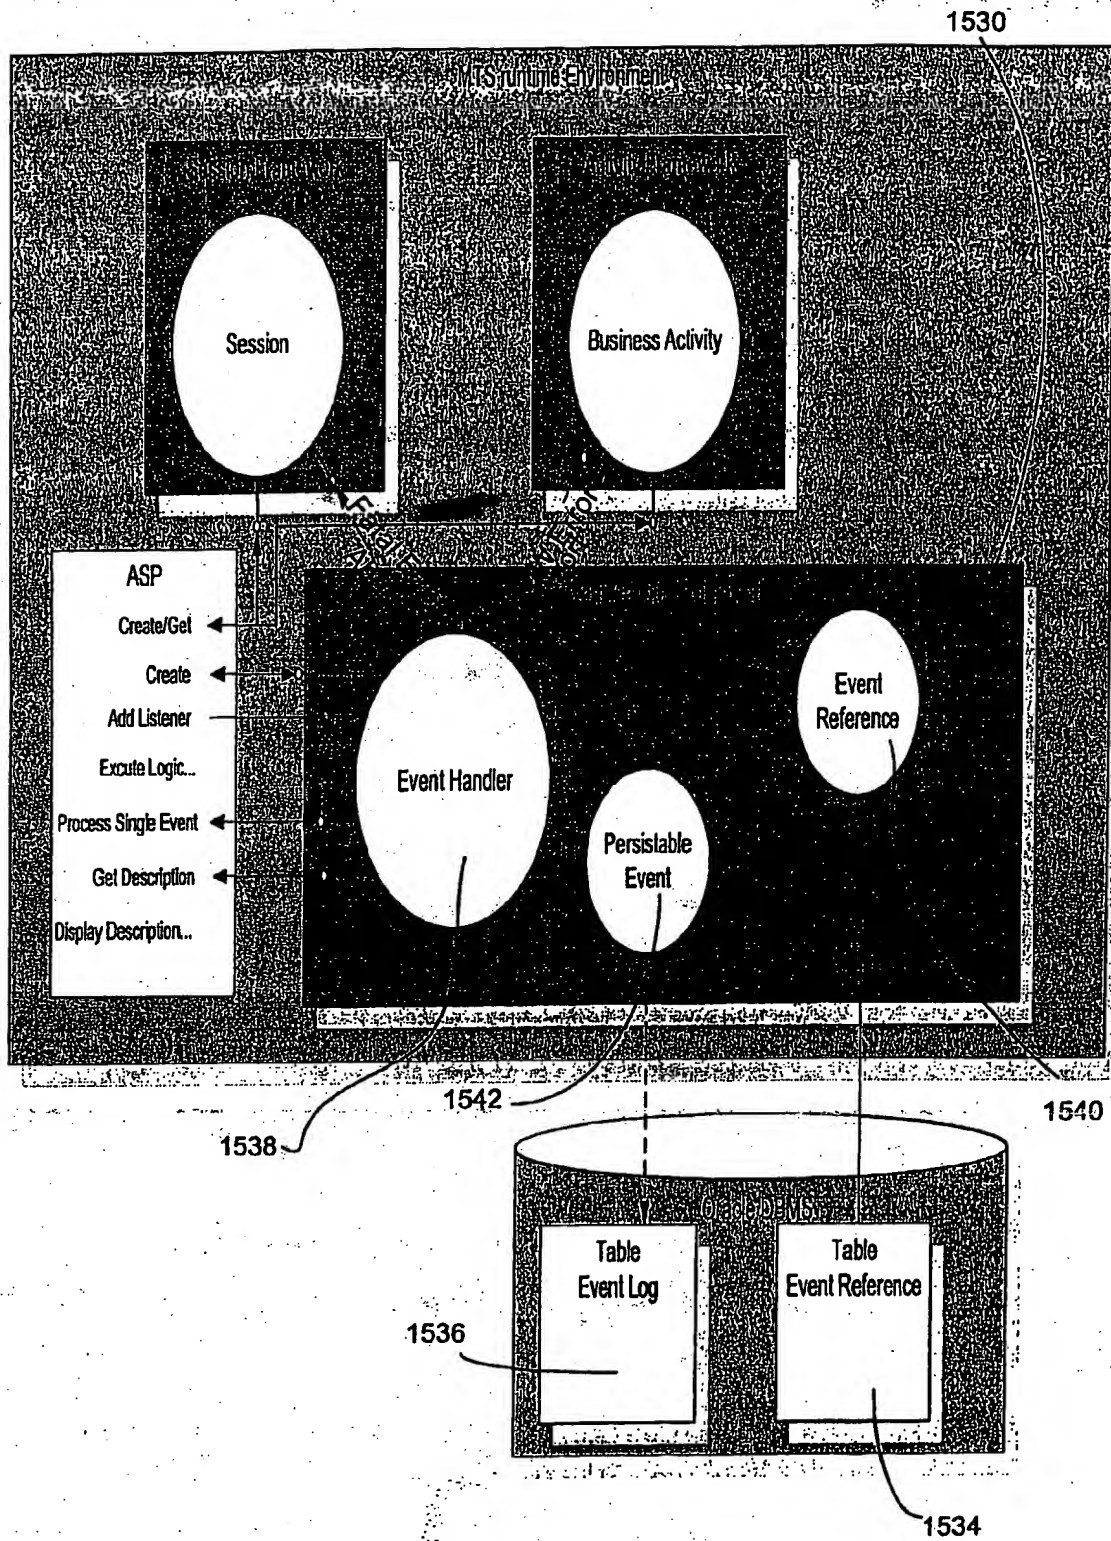 1530
MTS runtime Environment
Session
Business Activity
Fatal
Error
ASP
Create/Get
Create
Add Listener
Excute Logic...
Process Single Event
Get Description
Display Description...
Event Handler
Persistable
Event
Event
Reference
1542
1540
1538
Table
Event Log
Table
Event Reference
1536
1534